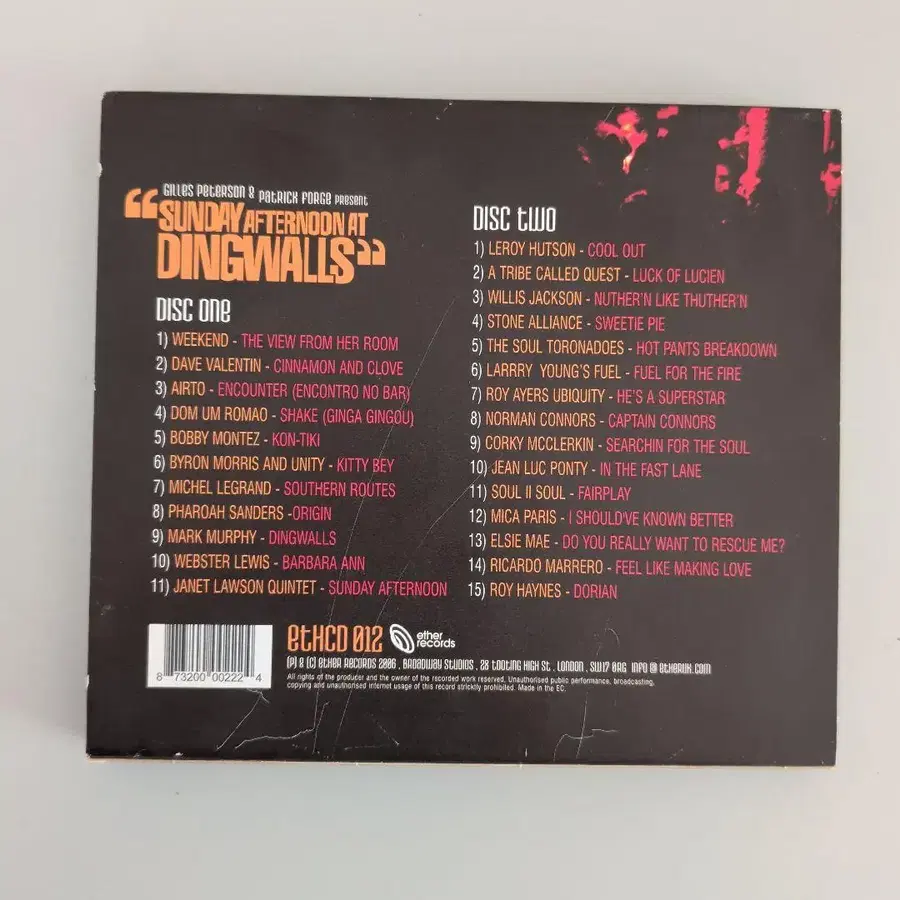 GILLES PETERSON & PATRICK FORGE PRESENT
“SUNDAY AFTERNOON AT
DINGWALLS”
DISC ONE
1) WEEKEND - THE VIEW FROM HER ROOM
2) DAVE VALENTIN - CINNAMON AND CLOVE
3) AIRTO - ENCOUNTER (ENCONTRO NO BAR)
4) DOM UM ROMAO - SHAKE (GINGA GINGOU)
5) BOBBY MONTEZ - KON-TIKI
6) BYRON MORRIS AND UNITY - KITTY BEY
7) MICHEL LEGRAND - SOUTHERN ROUTES
8) PHAROAH SANDERS -ORIGIN
9) MARK MURPHY - DINGWALLS
10) WEBSTER LEWIS - BARBARA ANN
11) JANET LAWSON QUINTET - SUNDAY AFTERNOON
DISC TWO
1) LEROY HUTSON - COOL OUT
2) A TRIBE CALLED QUEST - LUCK OF LUCIEN
3) WILLIS JACKSON - NUTHER'N LIKE THUTHER'N
4) STONE ALLIANCE - SWEETIE PIE
5) THE SOUL TORONADOES - HOT PANTS BREAKDOWN
6) LARRRY YOUNG'S FUEL - FUEL FOR THE FIRE
7) ROY AYERS UBIQUITY - HE'S A SUPERSTAR
8) NORMAN CONNORS - CAPTAIN CONNORS
9) CORKY MCCLERKIN - SEARCHIN FOR THE SOUL
10) JEAN LUC PONTY - IN THE FAST LANE
11) SOUL II SOUL - FAIRPLAY
12) MICA PARIS - I SHOULD'VE KNOWN BETTER
13) ELSIE MAE - DO YOU REALLY WANT TO RESCUE ME?
14) RICARDO MARRERO - FEEL LIKE MAKING LOVE
15) ROY HAYNES - DORIAN
8 73200 00222 4
ETHCD 012
ether
records
(P) & (C) ETHER RECORDS 2006 . BROADWAY STUDIOS . 28 TOOTING HIGH ST . LONDON . SW17 0RG INFO @ ETHERUK.COM
All rights of the producer and the owner of the recorded work reserved. Unauthorised public performance, broadcasting,
copying and unauthorised internet usage of this record strictly prohibited. Made in the EC.